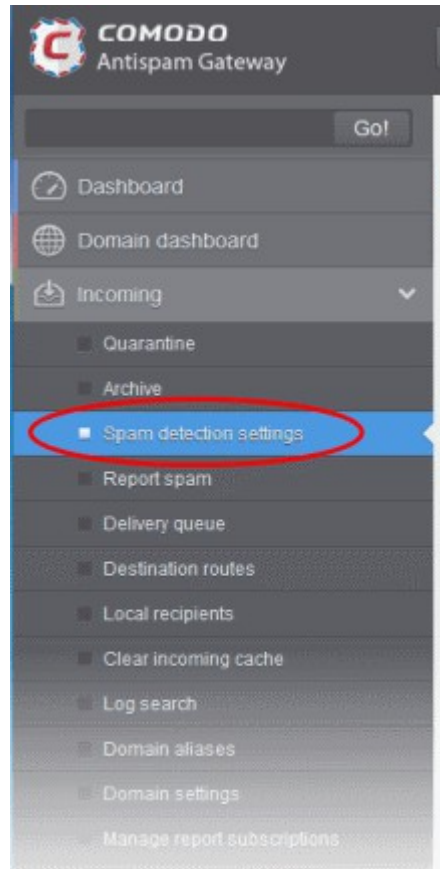 COMODO
Antispam Gateway
Go!
Dashboard
Domain dashboard
Incoming
Quarantine
Archive
Spam detection settings
Report spam
Delivery queue
Destination routes
Local recipients
Clear incoming cache
Log search
Domain aliases
Domain settings
Manage report subscriptions